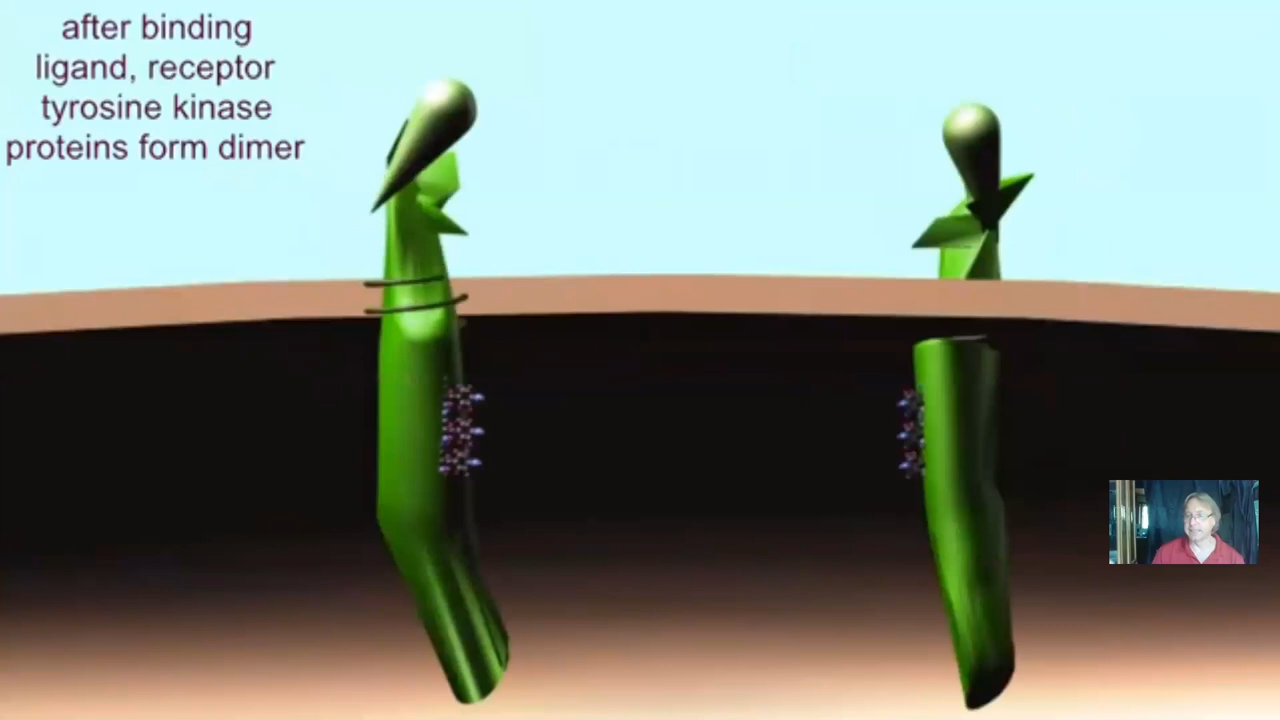 after binding
ligand, receptor
tyrosine kinase
proteins form dimer